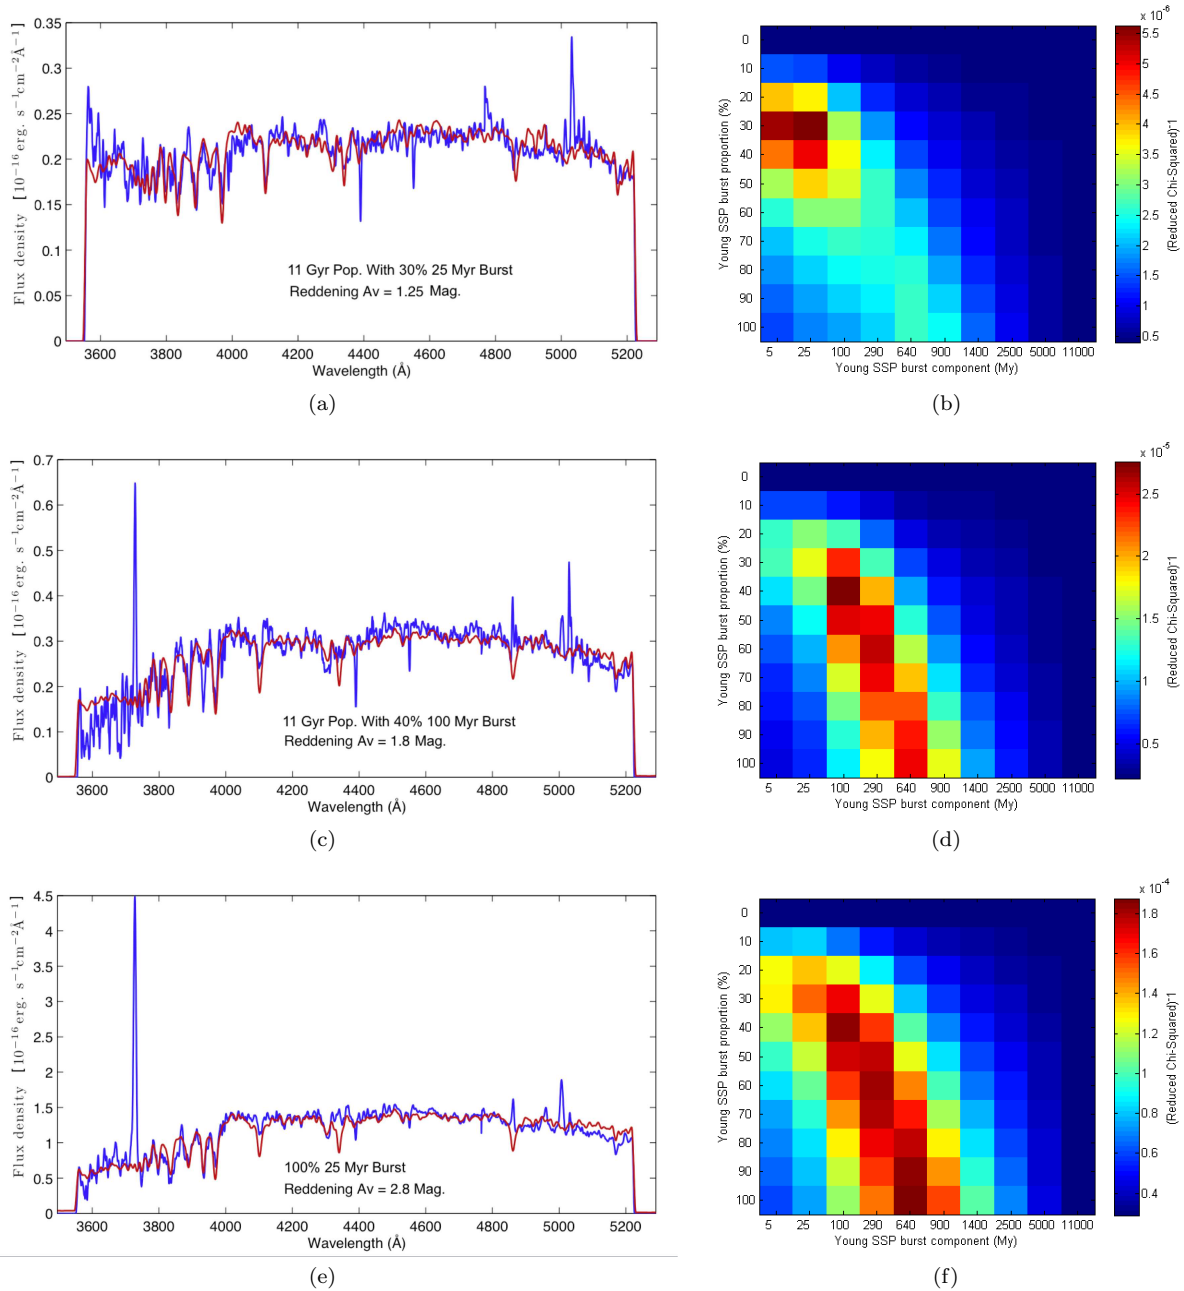 0.35
0.3
0.25
0.2
0.15
0.1
0.05
0
Flux density [10−16 erg. s−1cm−2Å−1]
11 Gyr Pop. With 30% 25 Myr Burst
Reddening Av = 1.25 Mag.
3600 3800 4000 4200 4400 4600 4800 5000 5200
Wavelength (Å)
(a)
0
10
20
30
40
50
60
70
80
90
100
Young SSP burst proportion (%)
5 25 100 290 640 900 1400 2500 5000 11000
Young SSP burst component (My)
x 10-6
5.5
5
4.5
4
3.5
3
2.5
2
1.5
1
0.5
(Reduced Chi-Squared)-1
(b)
0.7
0.6
0.5
0.4
0.3
0.2
0.1
0
Flux density [10−16 erg. s−1cm−2Å−1]
11 Gyr Pop. With 40% 100 Myr Burst
Reddening Av = 1.8 Mag.
3600 3800 4000 4200 4400 4600 4800 5000 5200
Wavelength (Å)
(c)
0
10
20
30
40
50
60
70
80
90
100
Young SSP burst proportion (%)
5 25 100 290 640 900 1400 2500 5000 11000
Young SSP burst component (My)
x 10-5
2.5
2
1.5
1
0.5
(Reduced Chi-Squared)-1
(d)
4.5
4
3.5
3
2.5
2
1.5
1
0.5
0
Flux density [10−16 erg. s−1cm−2Å−1]
100% 25 Myr Burst
Reddening Av = 2.8 Mag.
3600 3800 4000 4200 4400 4600 4800 5000 5200
Wavelength (Å)
(e)
0
10
20
30
40
50
60
70
80
90
100
Young SSP burst proportion (%)
5 25 100 290 640 900 1400 2500 5000 11000
Young SSP burst component (My)
x 10-4
1.8
1.6
1.4
1.2
1
0.8
0.6
0.4
(Reduced Chi-Squared)-1
(f)